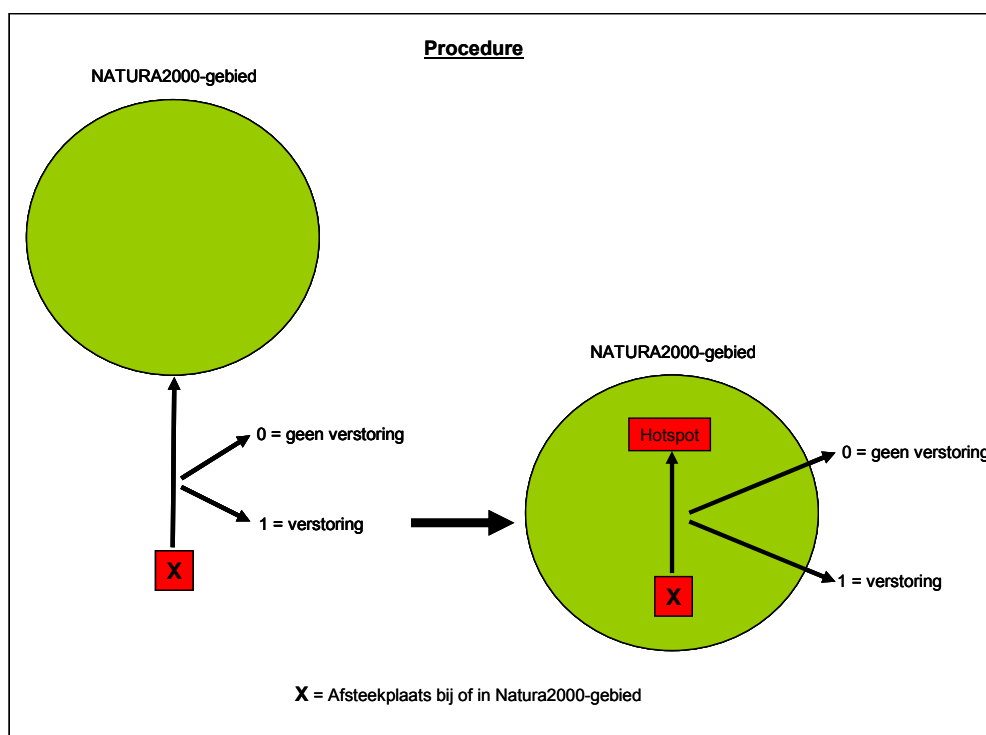 Procedure
NATURA2000-gebied
0 = geen verstoring
1 = verstoring
X
NATURA2000-gebied
Hotspot
0 = geen verstoring
1 = verstoring
X
X = Afsteekplaats bij of in Natura2000-gebied